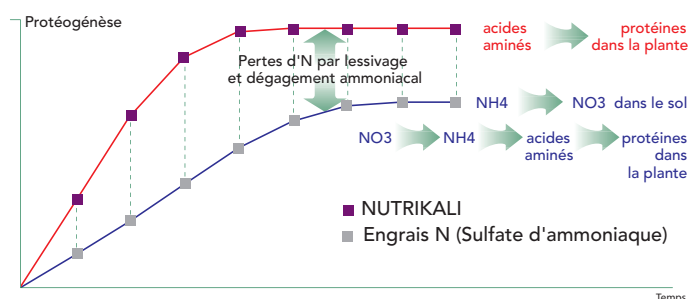 Protéogénèse
acides
aminés
protéines
dans la plante
Pertes d'N par lessivage
et dégagement ammoniacal
NH4
NO3 dans le sol
NO3
NH4
acides
aminés
protéines
dans
la plante
NUTRIKALI
Engrais N (Sulfate d'ammoniaque)
Temps